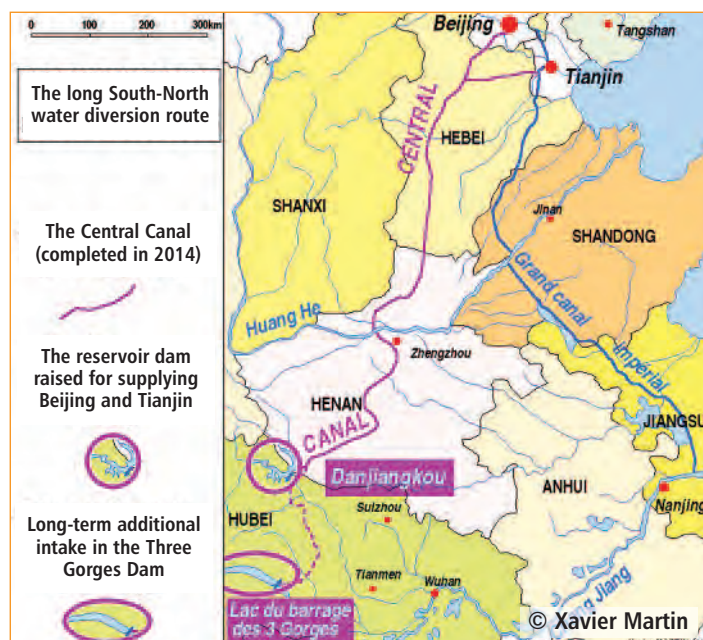 0 100 200 300km
The long South-North
water diversion route
The Central Canal
(completed in 2014)
The reservoir dam
raised for supplying
Beijing and Tianjin
Long-term additional
intake in the Three
Gorges Dam
Beijing
Tangshan
Tianjin
CENTRAL
HEBEI
SHANXI
Jinan
SHANDONG
Grand canal
Impérial
Huang He
Zhengzhou
HENAN
CANAL
JIANGSU
Danjiangkou
ANHUI
Nanjing
HUBEI
Suizhou
Tianmen
Wuhan
Jiang
Lac du barrage
des 3 Gorges
© Xavier Martin